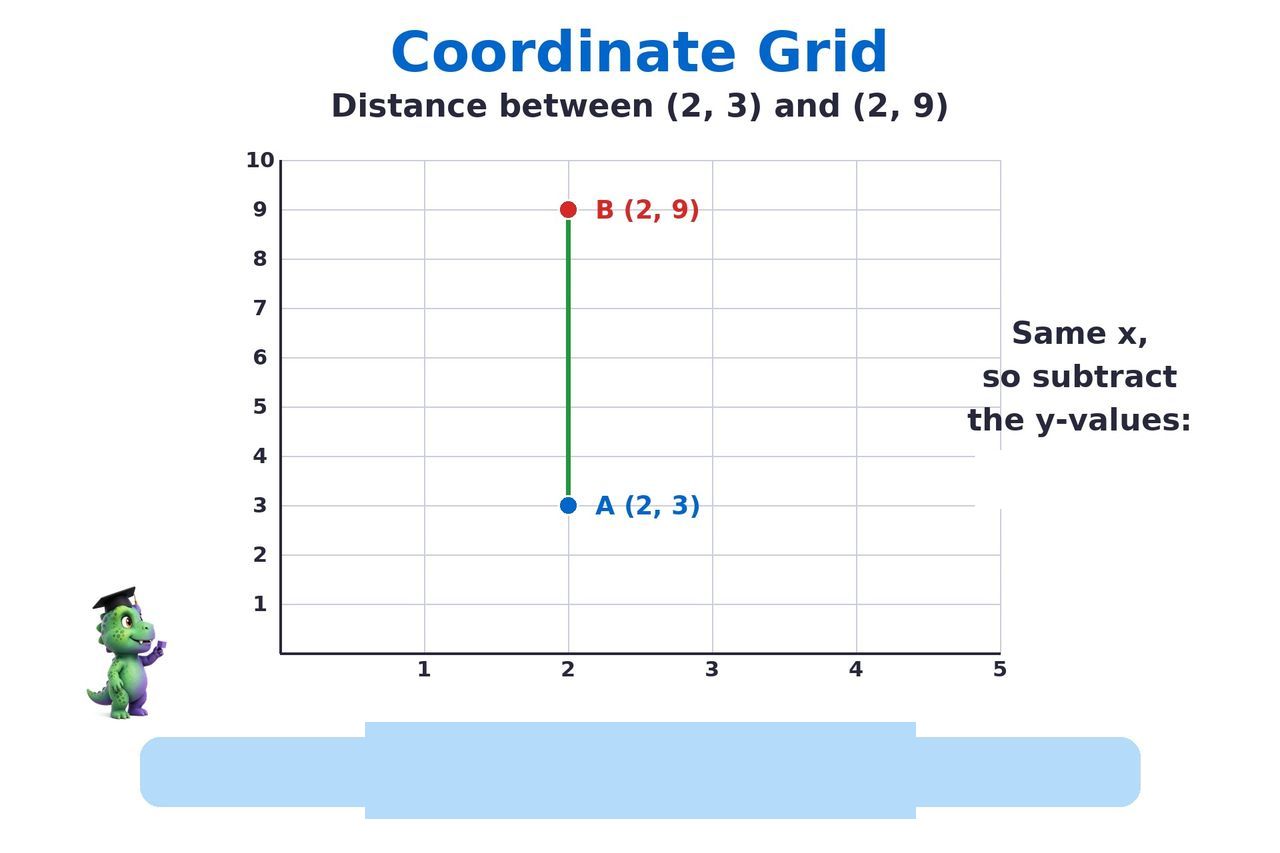 Coordinate Grid
Distance between (2, 3) and (2, 9)
10
9
B (2, 9)
8
7
6
5
4
3
A (2, 3)
2
1
Same x,
so subtract
the y-values:
1 2 3 4 5